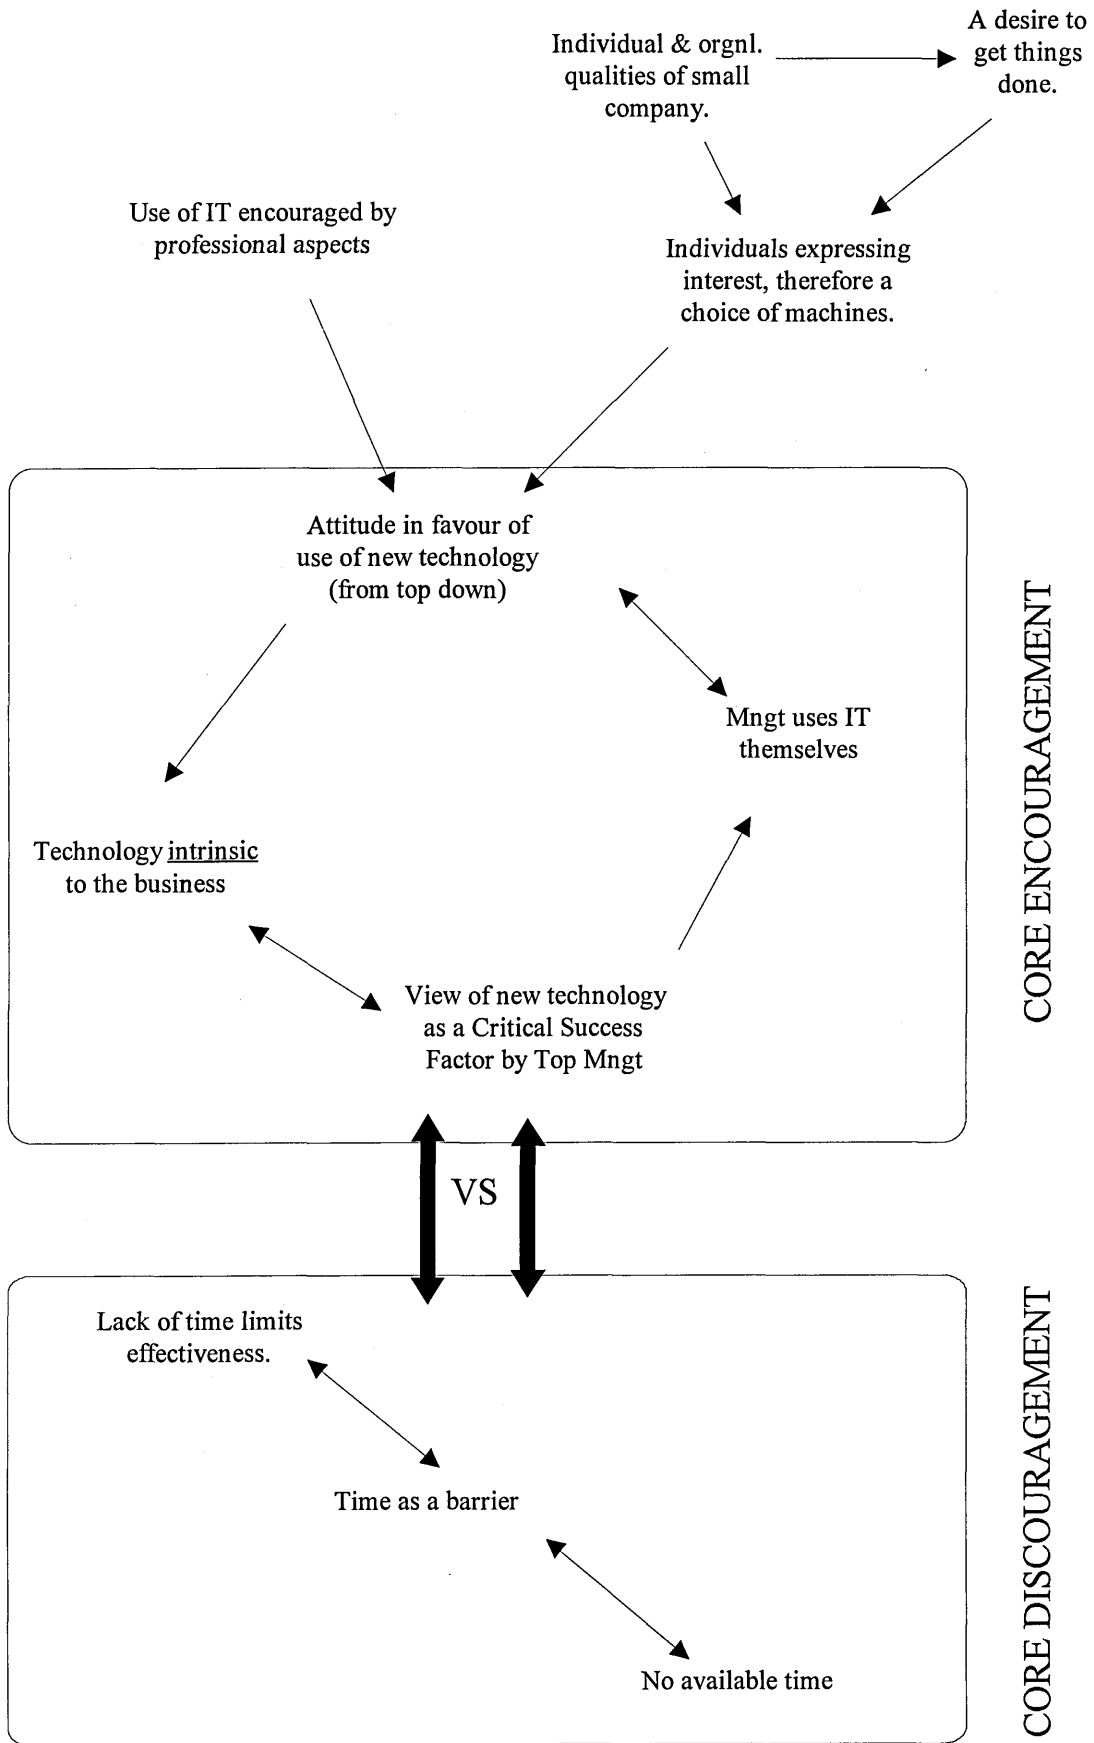 Individual & orgnl.
qualities of small
company.
A desire to
get things
done.
Use of IT encouraged by
professional aspects
Individuals expressing
interest, therefore a
choice of machines.
Attitude in favour of
use of new technology
(from top down)
Mngt uses IT
themselves
Technology intrinsic
to the business
View of new technology
as a Critical Success
Factor by Top Mngt
CORE ENCOURAGEMENT
VS
Lack of time limits
effectiveness.
Time as a barrier
No available time
CORE DISCOURAGEMENT